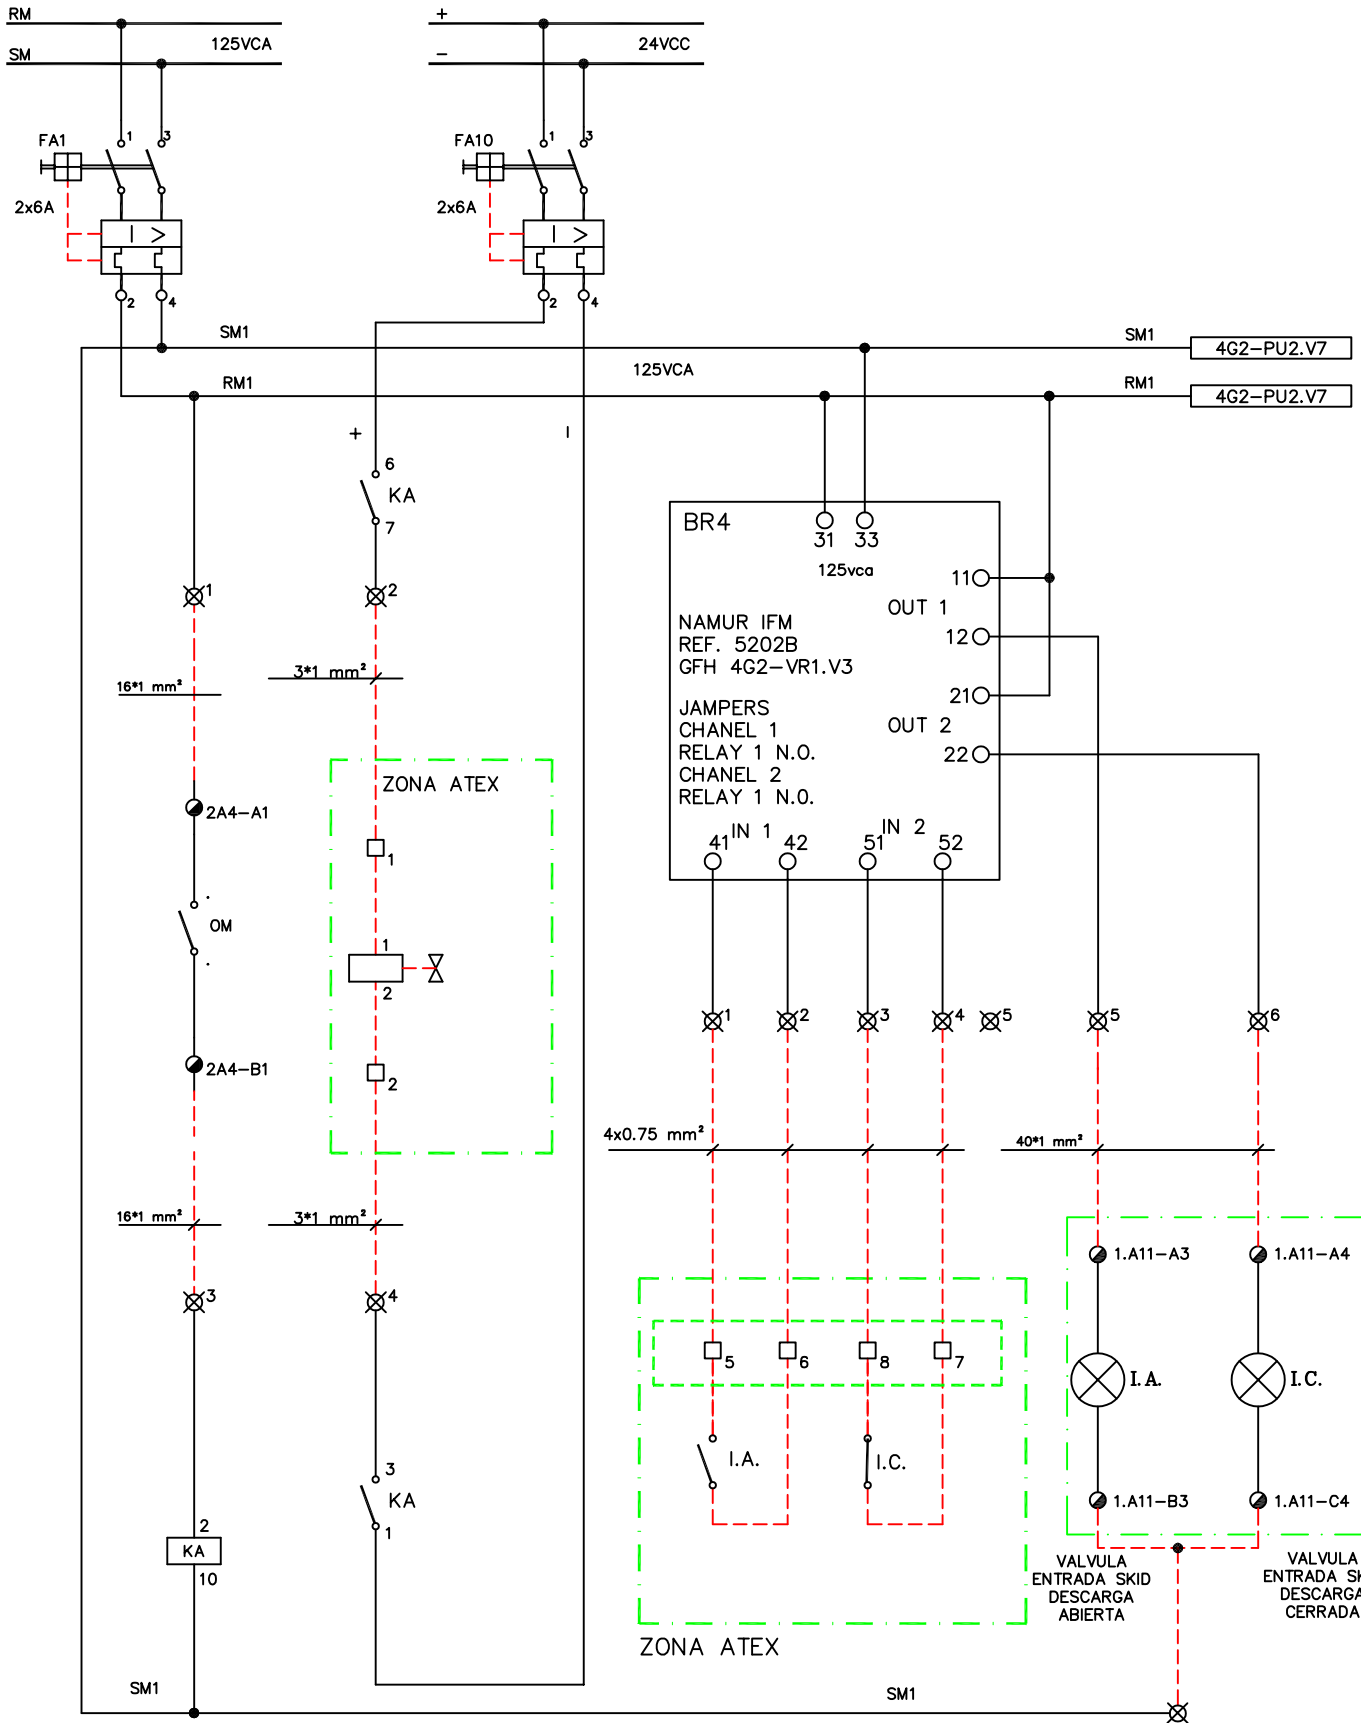 RM
+
125VCA
24VCC
SM
−
FA1
1
3
FA10
1
3
2x6A
2x6A
I >
I >
2
4
2
4
SM1
SM1
4G2-PU2.V7
125VCA
RM1
RM1
4G2-PU2.V7
+
I
6
KA
7
BR4
31
33
125vca
11
OUT 1
12
1
2
NAMUR IFM
REF. 5202B
GFH 4G2-VR1.V3
3*1 mm²
16*1 mm²
21
JAMPERS
OUT 2
CHANEL 1
RELAY 1 N.O.
22
CHANEL 2
RELAY 1 N.O.
ZONA ATEX
2A4-A1
41
IN 1
42
51
IN 2
52
1
OM
1
2
1
2
3
4
5
5
6
2A4-B1
2
4x0.75 mm²
40*1 mm²
16*1 mm²
3*1 mm²
1.A11-A3
1.A11-A4
3
4
5
6
8
7
I.A.
I.C.
I.A.
I.C.
3
KA
1
1.A11-B3
1.A11-C4
2
KA
10
VALVULA
ENTRADA SKID
DESCARGA
ABIERTA
VALVULA
ENTRADA SK
DESCARGA
CERRADA
ZONA ATEX
SM1
SM1